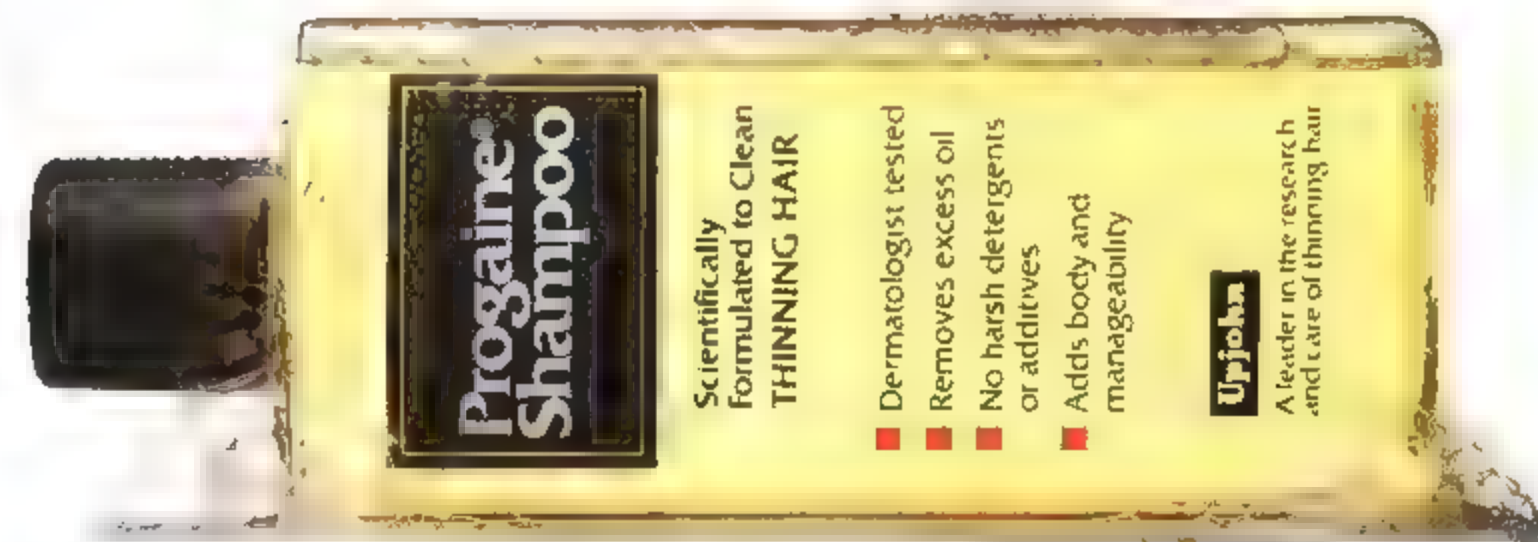 Progaine®
Shampoo
Scientifically
Formulated to Clean
THINNING HAIR
Dermatologist tested
Removes excess oil
No harsh detergents
or additives
Adds body and
manageability
Upjohn
A leader in the research
and care of thinning hair